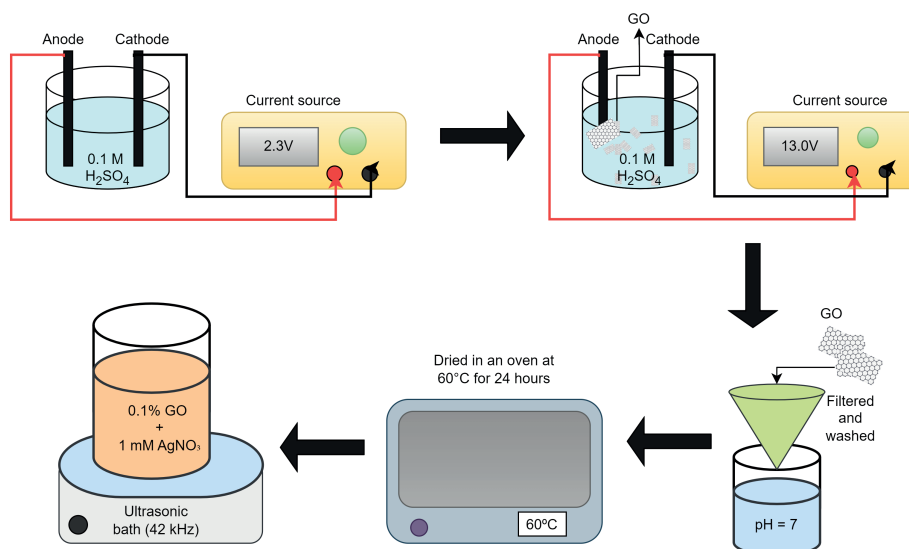 Anode
Cathode
Current source
2.3V
0.1 M
H₂SO₄
GO
Anode
Cathode
Current source
13.0V
0.1 M
H₂SO₄
GO
Filtered
and
washed
pH = 7
Dried in an oven at
60°C for 24 hours
60ºC
0.1% GO
+
1 mM AgNO₃
Ultrasonic
bath (42 kHz)